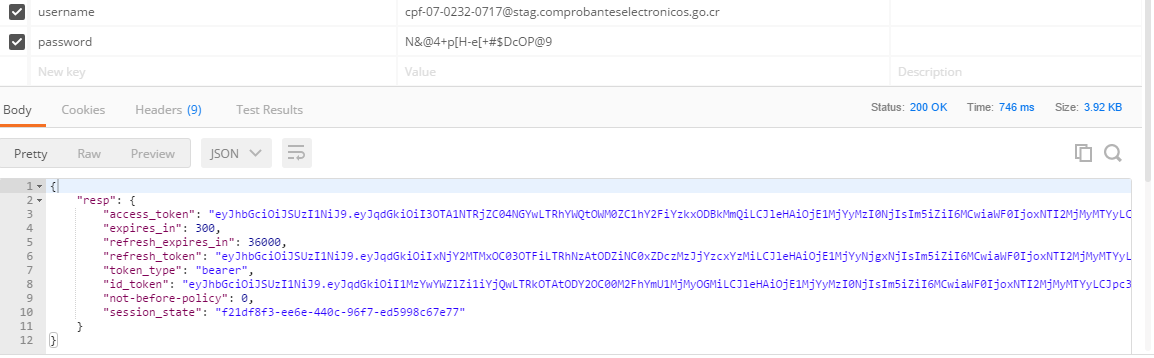 username cpf-07-0232-0717@stag.comprobanteselectronicos.go.cr
password N&@4+p[H-e[+#$DcOP@9
New key Value Description
Body Cookies Headers (9) Test Results Status: 200 OK Time: 746 ms Size: 3.92 KB
Pretty Raw Preview JSON
1 {
2 "resp": {
3 "access_token": "eyJhbGciOiJSUzI1NiJ9.eyJqdGkiOiI3OTA1NTRjZC04NGYwLTRhYWQtOWM0ZC1hY2FiYzkxODBkMmQiLCJleHAiOjE1MjYyMzI0NjIsIm5iZiI6MCwiaWF0IjoxNTI2MjMyMTYyLC
4 "expires_in": 300,
5 "refresh_expires_in": 36000,
6 "refresh_token": "eyJhbGciOiJSUzI1NiJ9.eyJqdGkiOiIxNjY2MTMxOC03OTFiLTRhNzAtODZiNC0xZDczMzJjYzcxYzMiLCJleHAiOjE1MjYyNjgxNjIsIm5iZiI6MCwiaWF0IjoxNTI2MjMyMTYyL
7 "token_type": "bearer",
8 "id_token": "eyJhbGciOiJSUzI1NiJ9.eyJqdGkiOiI1MzYwYWZlZi1iYjQwLTRkOTAtODY2OC00M2FhYmU1MjMyOGMiLCJleHAiOjE1MjYyMzI0NjIsIm5iZiI6MCwiaWF0IjoxNTI2MjMyMTYyLCJpc3
9 "not-before-policy": 0,
10 "session_state": "f21df8f3-ee6e-440c-96f7-ed5998c67e77"
11 }
12 }